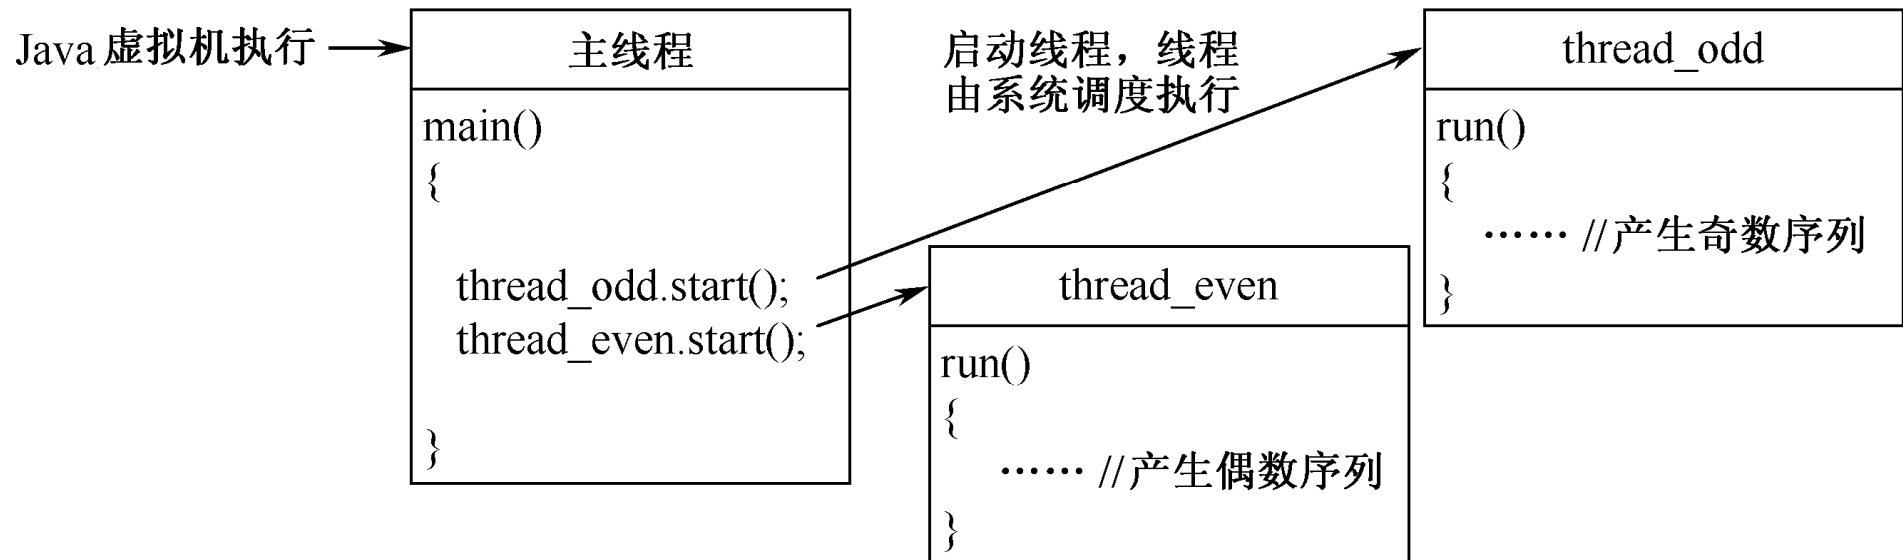 Java 虚拟机执行
主线程
main()
{
thread_odd.start();
thread_even.start();
}
启动线程，线程
由系统调度执行
thread_even
run()
{
…… //产生偶数序列
}
thread_odd
run()
{
…… //产生奇数序列
}